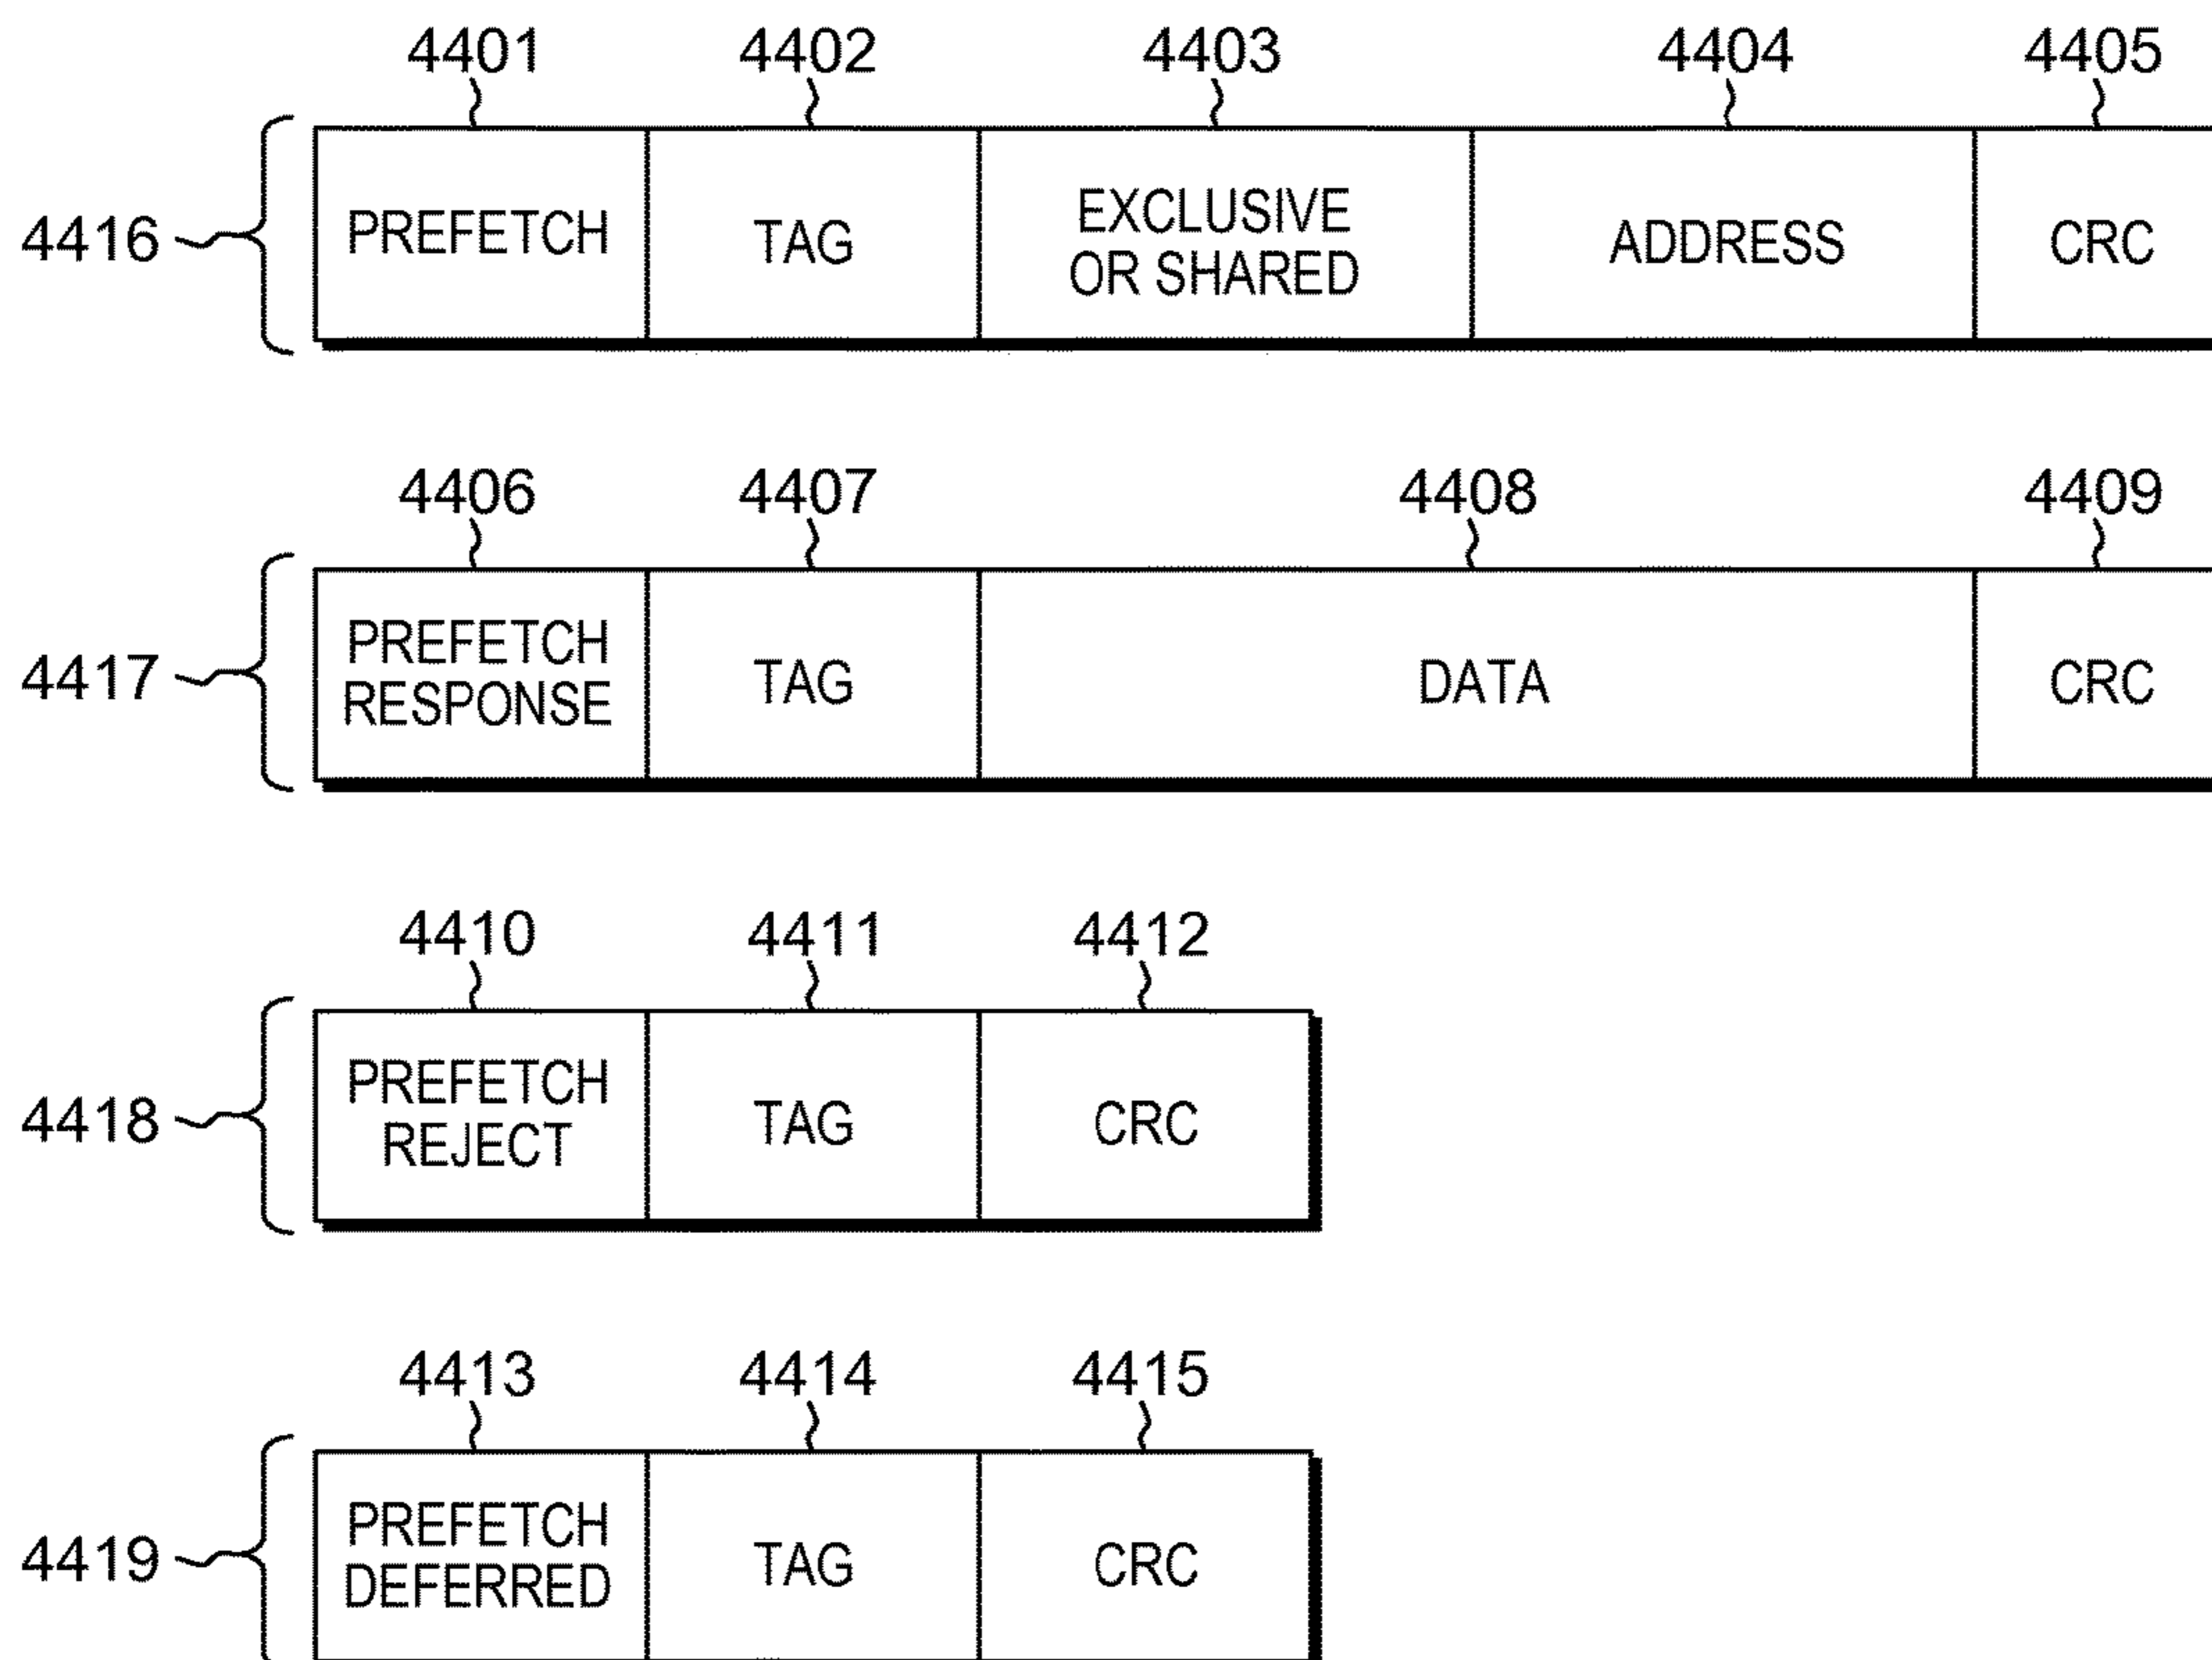 4401 4402 4403 4404 4405
4416 PREFETCH TAG EXCLUSIVE OR SHARED ADDRESS CRC
4406 4407 4408 4409
4417 PREFETCH RESPONSE TAG DATA CRC
4410 4411 4412
4418 PREFETCH REJECT TAG CRC
4413 4414 4415
4419 PREFETCH DEFERRED TAG CRC